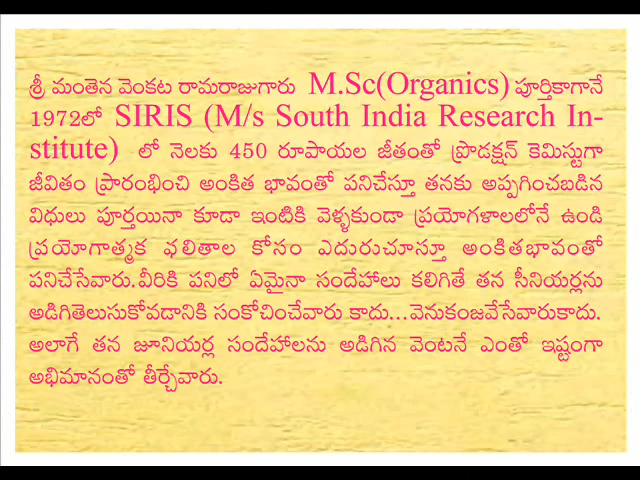 శ్రీ మంతెన వెంకట రామరాజుగారు M.Sc(Organics) పూర్తికాగానే
1972లో SIRIS (M/s South India Research In-
stitute) లో నెలకు 450 రూపాయల జీతంతో ప్రొడక్షన్ కెమిస్టుగా
జీవితం ప్రారంభించి అంకిత భావంతో పనిచేస్తూ తనకు అప్పగించబడిన
విధులు పూర్తయినా కూడా ఇంటికి వెళ్ళకుండా ప్రయోగశాలలోనే ఉండి
ప్రయోగాత్మక ఫలితాల కోసం ఎదురుచూస్తూ అంకితభావంతో
పనిచేసేవారు.వీరికి పనిలో ఏమైనా సందేహాలు కలిగితే తన సీనియర్లను
అడిగితెలుసుకోవడానికి సంకోచించేవారు కాదు...వెనుకంజవేసేవారుకాదు.
అలాగే తన జూనియర్ల సందేహాలను అడిగిన వెంటనే ఎంతో ఇష్టంగా
అభిమానంతో తీర్చేవారు.